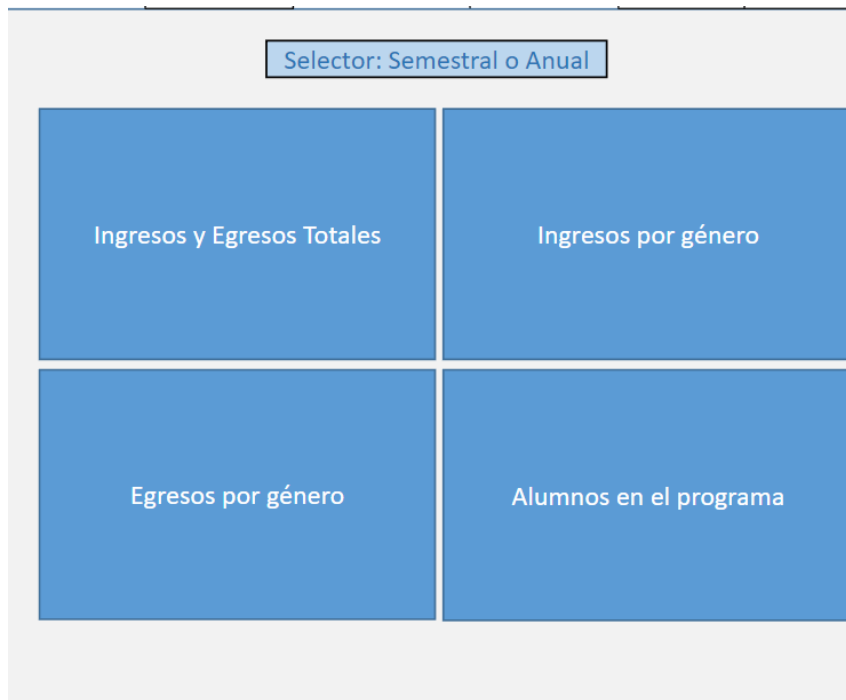 Selector: Semestral o Anual
Ingresos y Egresos Totales
Ingresos por género
Egresos por género
Alumnos en el programa